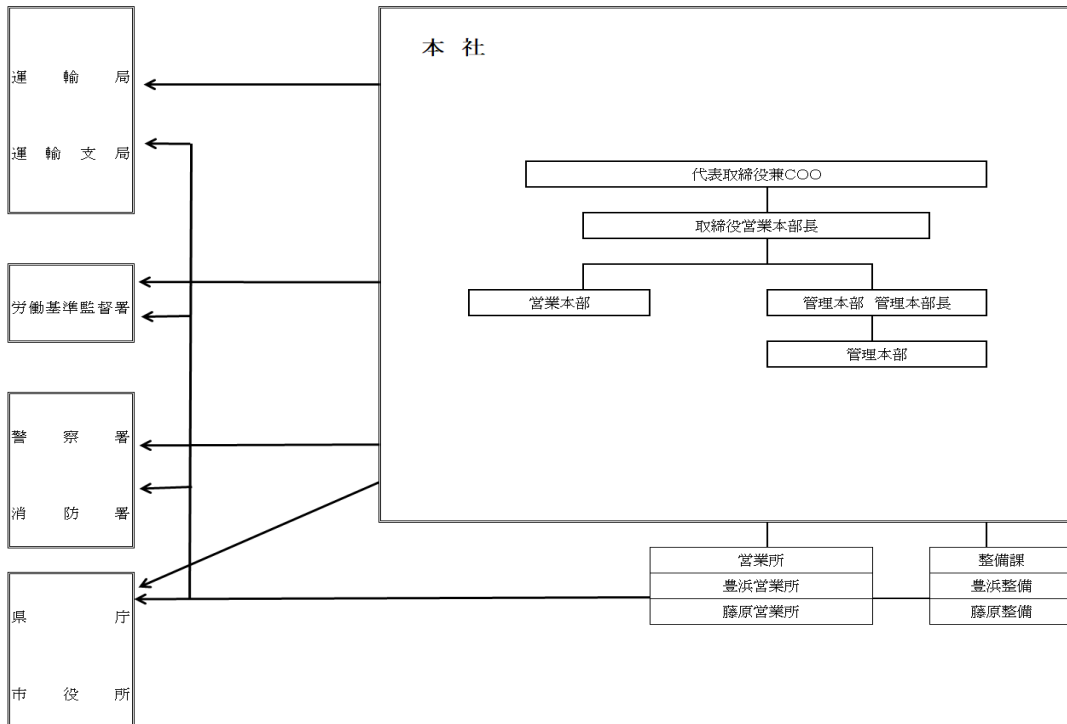 本 社
運 輸 局
運 輸 支 局
代表取締役兼COO
取締役営業本部長
営業本部
管理本部 管理本部長
管理本部
労働基準監督署
警 察 署
消 防 署
県 庁
市 役 所
営業所
豊浜営業所
藤原営業所
整備課
豊浜整備
藤原整備